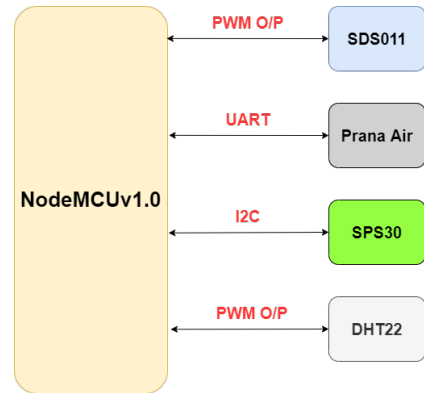 PWM O/P
SDS011
UART
Prana Air
NodeMCUv1.0
I2C
SPS30
PWM O/P
DHT22